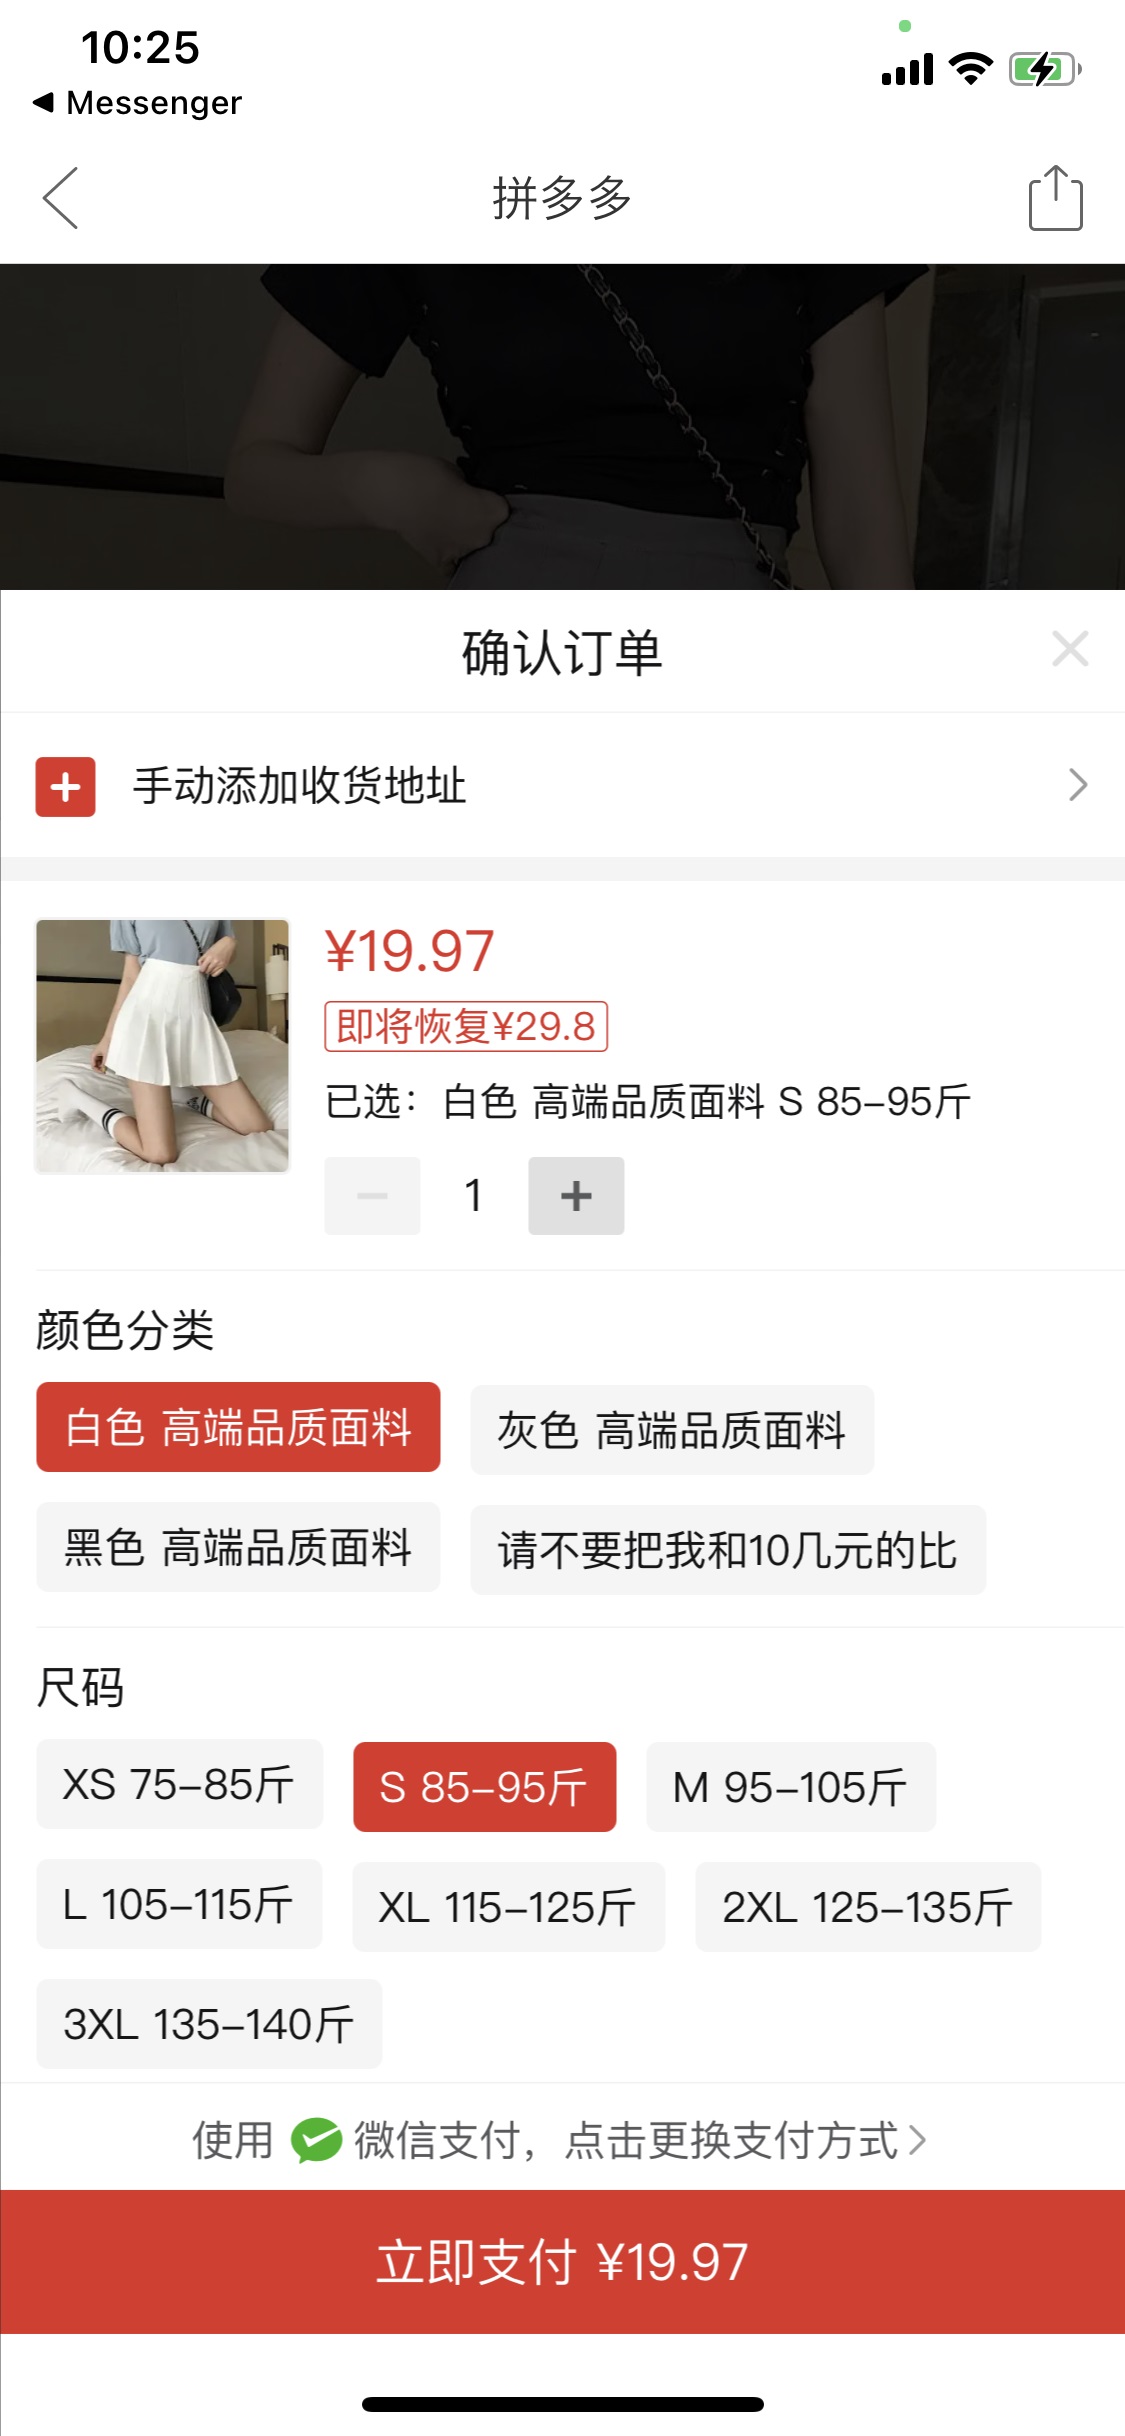 10:25
Messenger
拼多多
确认订单
手动添加收货地址
¥19.97
即将恢复¥29.8
已选：白色 高端品质面料 S 85-95斤
1
颜色分类
白色 高端品质面料
灰色 高端品质面料
黑色 高端品质面料
请不要把我和10几元的比
尺码
XS 75-85斤
S 85-95斤
M 95-105斤
L 105-115斤
XL 115-125斤
2XL 125-135斤
3XL 135-140斤
使用 微信支付，点击更换支付方式
立即支付 ¥19.97